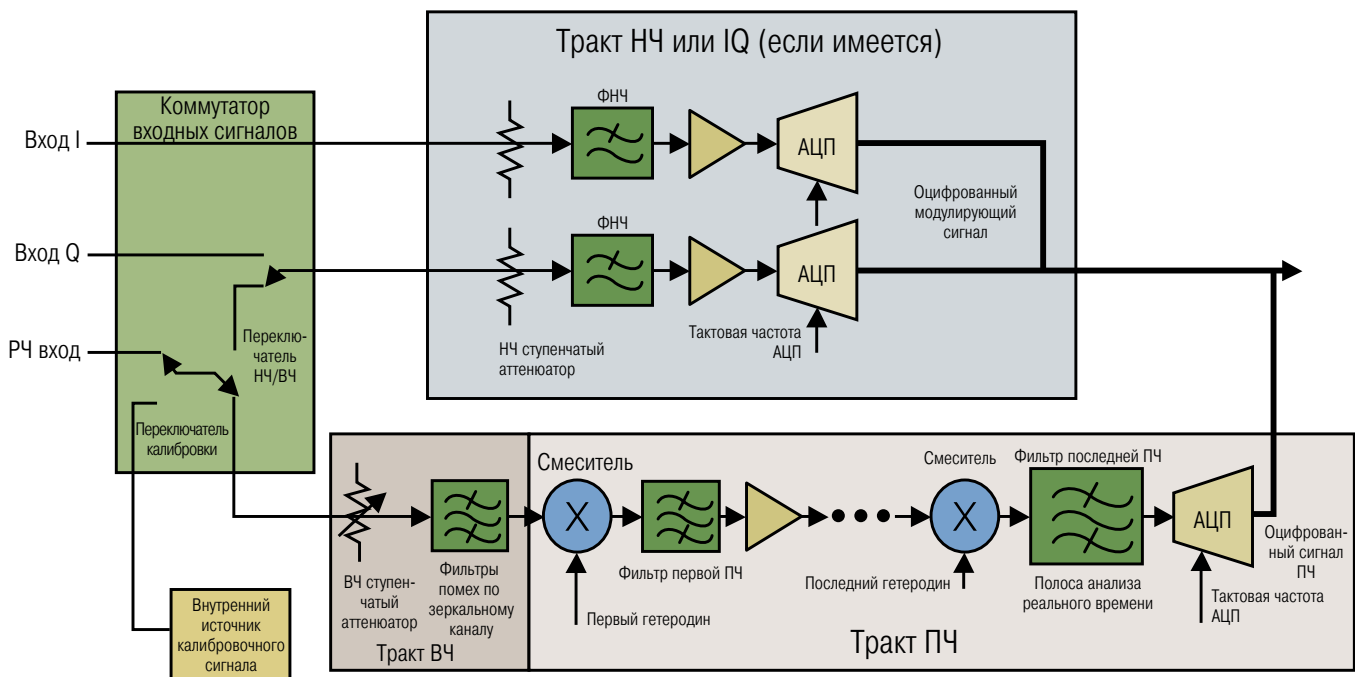 Тракт НЧ или IQ (если имеется)
Коммутатор
входных сигналов
Вход I
Вход Q
РЧ вход
Переклю-
чатель
НЧ/ВЧ
Переключатель
калибровки
Внутренний
источник
калибровочного
сигнала
ФНЧ
АЦП
ФНЧ
АЦП
Оцифрованный
модулирующий
сигнал
НЧ ступенчатый
аттенюатор
Тактовая частота
АЦП
ВЧ ступен-
чатый
аттенюатор
Фильтры
помех по
зеркальному
каналу
Тракт ВЧ
Смеситель
X
Первый гетеродин
Фильтр первой ПЧ
Смеситель
X
Последний гетеродин
Фильтр последней ПЧ
Полоса анализа
реального времени
АЦП
Оцифрован-
ный сигнал
ПЧ
Тактовая частота
АЦП
Тракт ПЧ